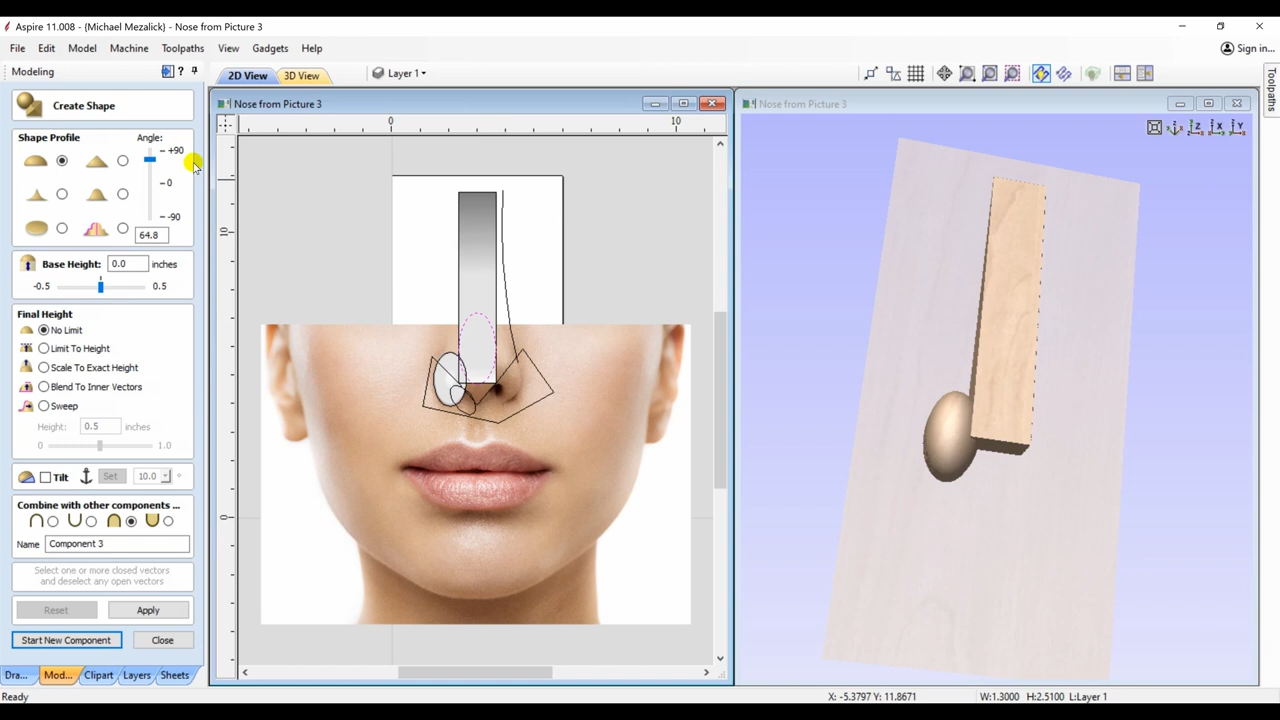 Aspire 11.008 - {Michael Mezalick} - Nose from Picture 3
File Edit Model Machine Toolpaths View Gadgets Help
Sign in...
Modeling
?
2D View 3D View Layer 1
Toolpaths
Create Shape
Nose from Picture 3
Nose from Picture 3
0 10
Shape Profile Angle:
+90
0
-90
64.8
Z X Y
10
0
Base Height: 0.0 inches
-0.5 0.5
Final Height
No Limit
Limit To Height
Scale To Exact Height
Blend To Inner Vectors
Sweep
Height: 0.5 inches
0 1.0
Tilt Set 10.0 °
Combine with other components ...
Name Component 3
Select one or more closed vectors
and deselect any open vectors
Reset Apply
Start New Component Close
Dra... Mod... Clipart Layers Sheets
Ready X: -5.3797 Y: 11.8671 W:1.3000 H:2.5100 L:Layer 1